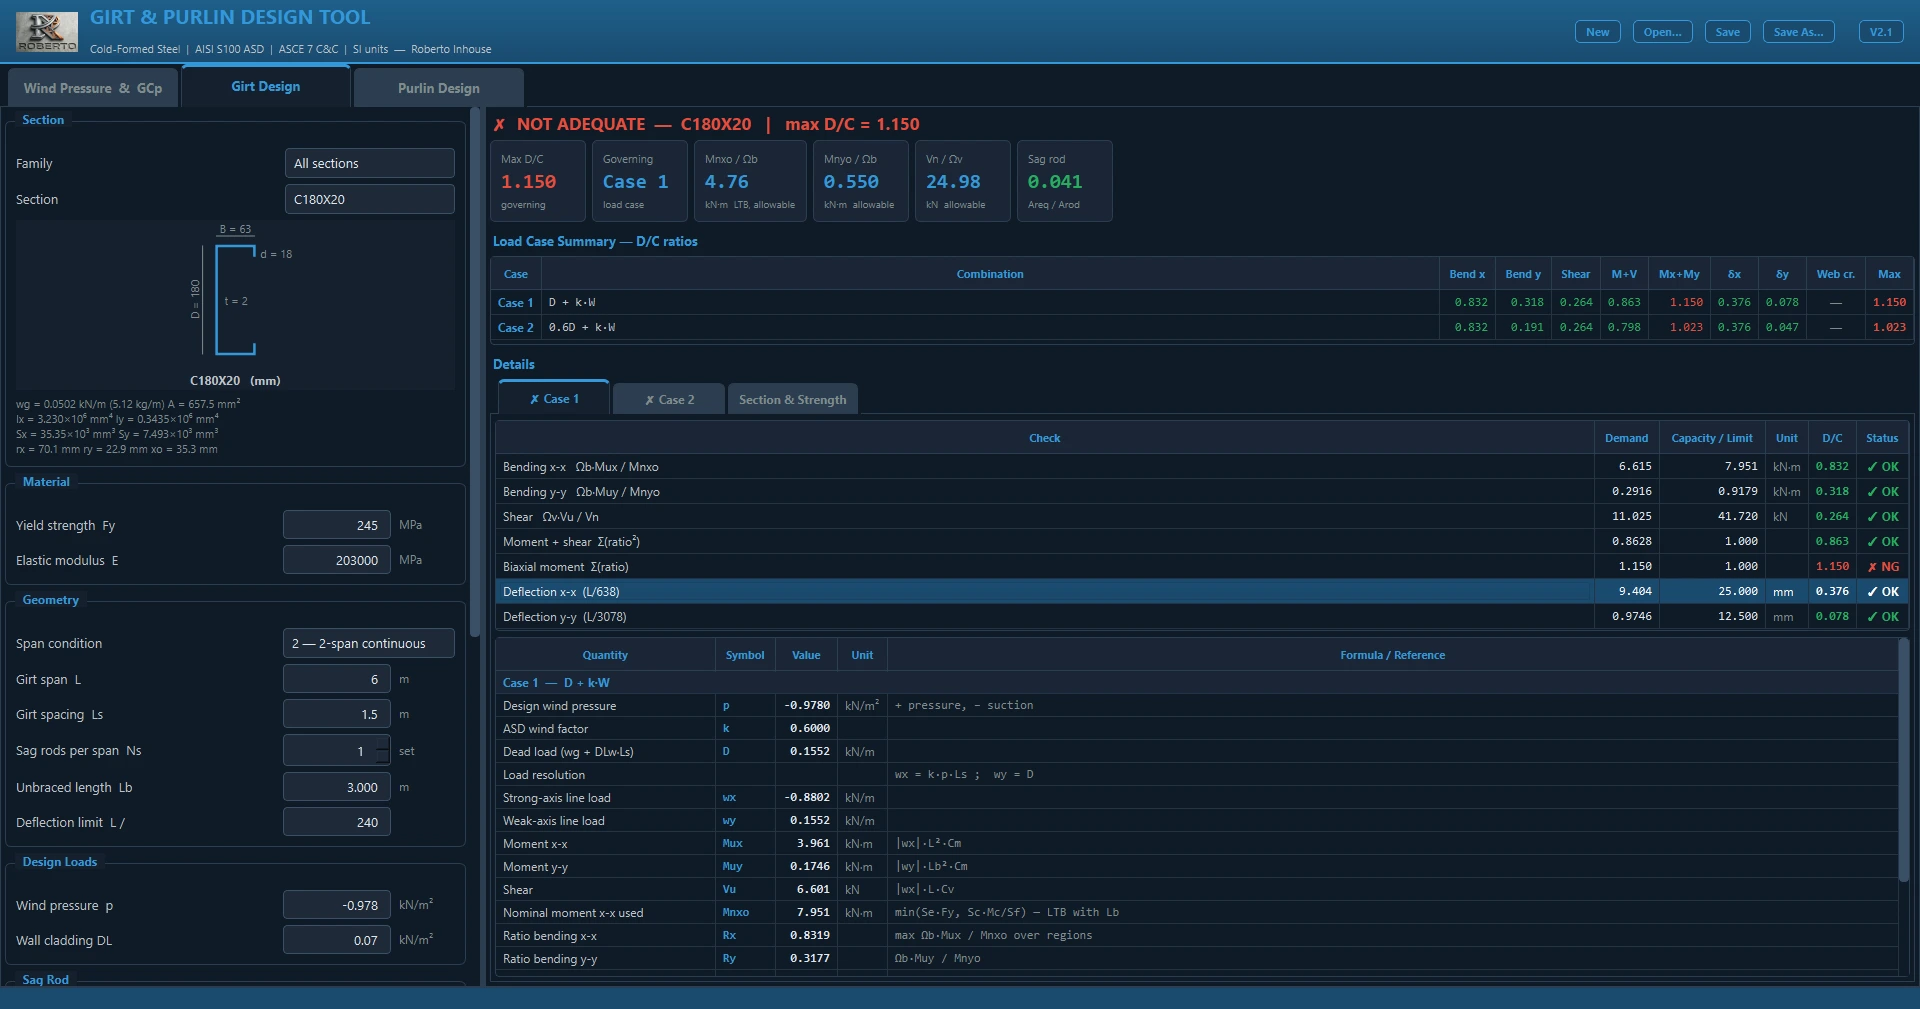 ROBERTO
GIRT & PURLIN DESIGN TOOL
Cold-Formed Steel | AISI S100 ASD | ASCE 7 C&C | SI units — Roberto Inhouse
New
Open...
Save
Save As...
V2.1
Wind Pressure & GCp
Girt Design
Purlin Design
Section
Family
All sections
Section
C180X20
B = 63
d = 18
D = 180
t = 2
C180X20 (mm)
wg = 0.0502 kN/m (5.12 kg/m) A = 657.5 mm²
Ix = 3.230×10⁶ mm⁴ Iy = 0.3435×10⁶ mm⁴
Sx = 35.35×10³ mm³ Sy = 7.493×10³ mm³
rx = 70.1 mm ry = 22.9 mm xo = 35.3 mm
Material
Yield strength Fy
245
MPa
Elastic modulus E
203000
MPa
Geometry
Span condition
2 — 2-span continuous
Girt span L
6
m
Girt spacing Ls
1.5
m
Sag rods per span Ns
1
set
Unbraced length Lb
3.000
m
Deflection limit L /
240
Design Loads
Wind pressure p
-0.978
kN/m²
Wall cladding DL
0.07
kN/m²
Sag Rod
✗ NOT ADEQUATE — C180X20 | max D/C = 1.150
Max D/C
1.150
governing
Governing
Case 1
load case
Mnxo / Ωb
4.76
kN·m LTB, allowable
Mnyo / Ωb
0.550
kN·m allowable
Vn / Ωv
24.98
kN allowable
Sag rod
0.041
Areq / Arod
Load Case Summary — D/C ratios
Case Combination Bend x Bend y Shear M+V Mx+My δx δy Web cr. Max
Case 1 D + k·W 0.832 0.318 0.264 0.863 1.150 0.376 0.078 — 1.150
Case 2 0.6D + k·W 0.832 0.191 0.264 0.798 1.023 0.376 0.047 — 1.023
Details
✗ Case 1
✗ Case 2
Section & Strength
Check Demand Capacity / Limit Unit D/C Status
Bending x-x Ωb·Mux / Mnxo 6.615 7.951 kN·m 0.832 ✓ OK
Bending y-y Ωb·Muy / Mnyo 0.2916 0.9179 kN·m 0.318 ✓ OK
Shear Ωv·Vu / Vn 11.025 41.720 kN 0.264 ✓ OK
Moment + shear Σ(ratio²) 0.8628 1.000 0.863 ✓ OK
Biaxial moment Σ(ratio) 1.150 1.000 1.150 ✗ NG
Deflection x-x (L/638) 9.404 25.000 mm 0.376 ✓ OK
Deflection y-y (L/3078) 0.9746 12.500 mm 0.078 ✓ OK
Quantity Symbol Value Unit Formula / Reference
Case 1 — D + k·W
Design wind pressure p -0.9780 kN/m² + pressure, − suction
ASD wind factor k 0.6000
Dead load (wg + DLw·Ls) D 0.1552 kN/m
Load resolution wx = k·p·Ls ; wy = D
Strong-axis line load wx -0.8802 kN/m
Weak-axis line load wy 0.1552 kN/m
Moment x-x Mux 3.961 kN·m |wx|·L²·Cm
Moment y-y Muy 0.1746 kN·m |wy|·Lb²·Cm
Shear Vu 6.601 kN |wx|·L·Cv
Nominal moment x-x used Mnxo 7.951 kN·m min(Se·Fy, Sc·Mc/Sf) — LTB with Lb
Ratio bending x-x Rx 0.8319 max Ωb·Mux / Mnxo over regions
Ratio bending y-y Ry 0.3177 Ωb·Muy / Mnyo